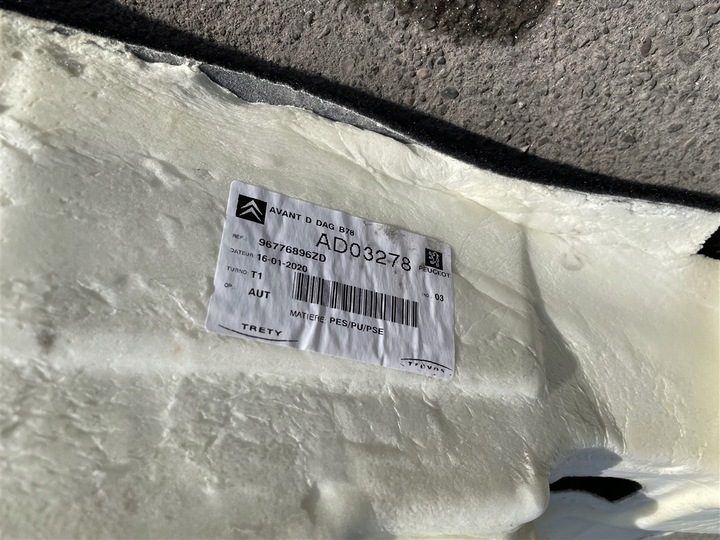 AVANT D DAG B78
AD03278
REF.: 96776896ZD
PEUGEOT
DATEUR 16-01-2020
TURNO: T1
OP.: AUT
NO.: 03
MATIERE: PES/PU/PSE
TRETY